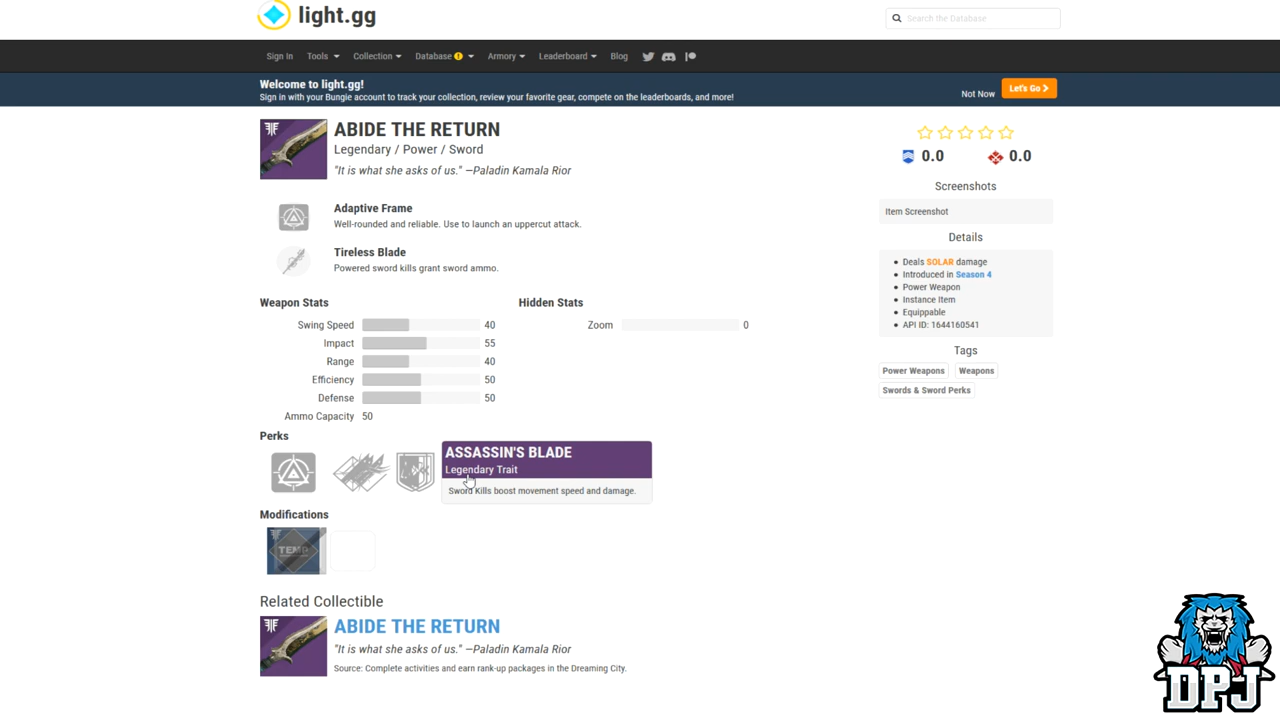 light.gg
Search the Database
Sign In Tools Collection Database Armory Leaderboard Blog
Welcome to light.gg!
Sign in with your Bungie account to track your collection, review your favorite gear, compete on the leaderboards, and more!
Not Now Let's Go
ABIDE THE RETURN
Legendary / Power / Sword
"It is what she asks of us." —Paladin Kamala Rior
0.0 0.0
Screenshots
Item Screenshot
Adaptive Frame
Well-rounded and reliable. Use to launch an uppercut attack.
Tireless Blade
Powered sword kills grant sword ammo.
Details
Deals SOLAR damage
Introduced in Season 4
Power Weapon
Instance Item
Equippable
API ID: 1644160541
Tags
Power Weapons Weapons
Swords & Sword Perks
Weapon Stats
Swing Speed 40
Impact 55
Range 40
Efficiency 50
Defense 50
Ammo Capacity 50
Hidden Stats
Zoom 0
Perks
ASSASSIN'S BLADE
Legendary Trait
Sword Kills boost movement speed and damage.
Modifications
TEMP
Related Collectible
ABIDE THE RETURN
"It is what she asks of us." —Paladin Kamala Rior
Source: Complete activities and earn rank-up packages in the Dreaming City.
DPJ